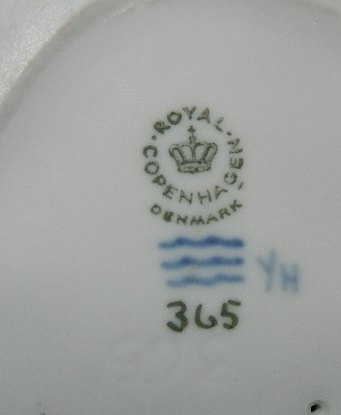 ROYAL
COPENHAGEN
DENMARK
YH
365